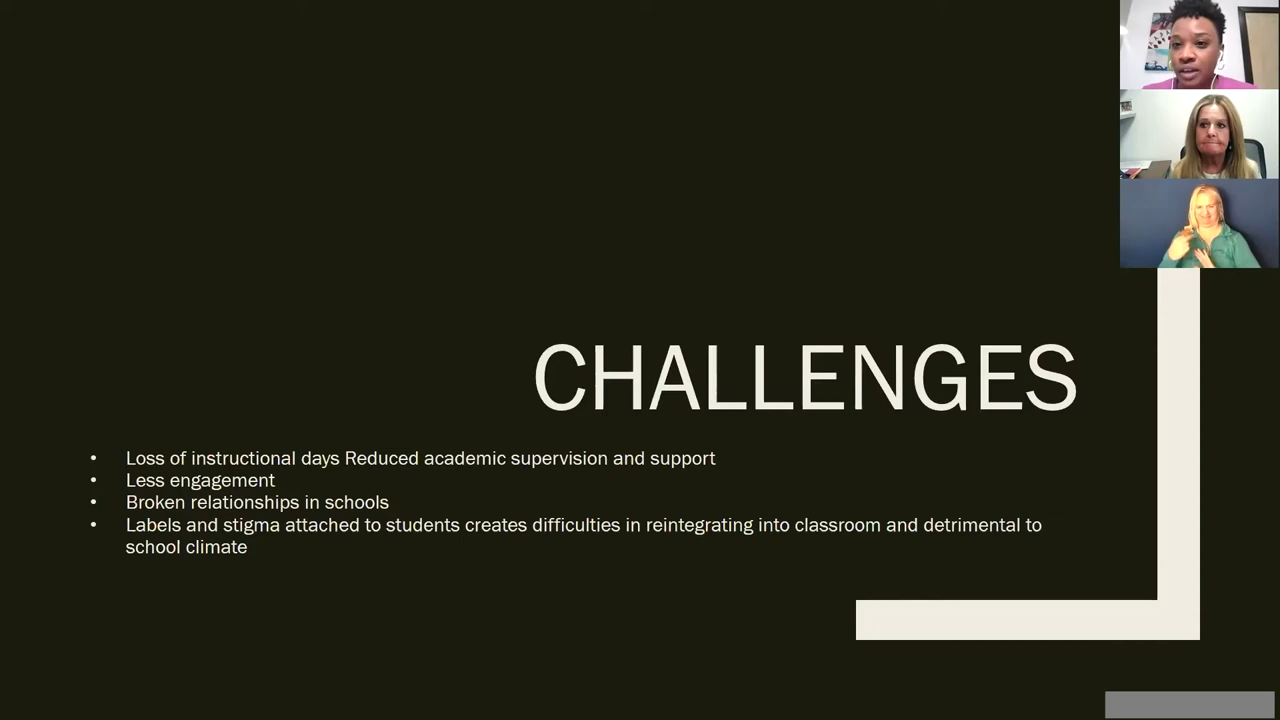 CHALLENGES
• Loss of instructional days Reduced academic supervision and support
• Less engagement
• Broken relationships in schools
• Labels and stigma attached to students creates difficulties in reintegrating into classroom and detrimental to
school climate